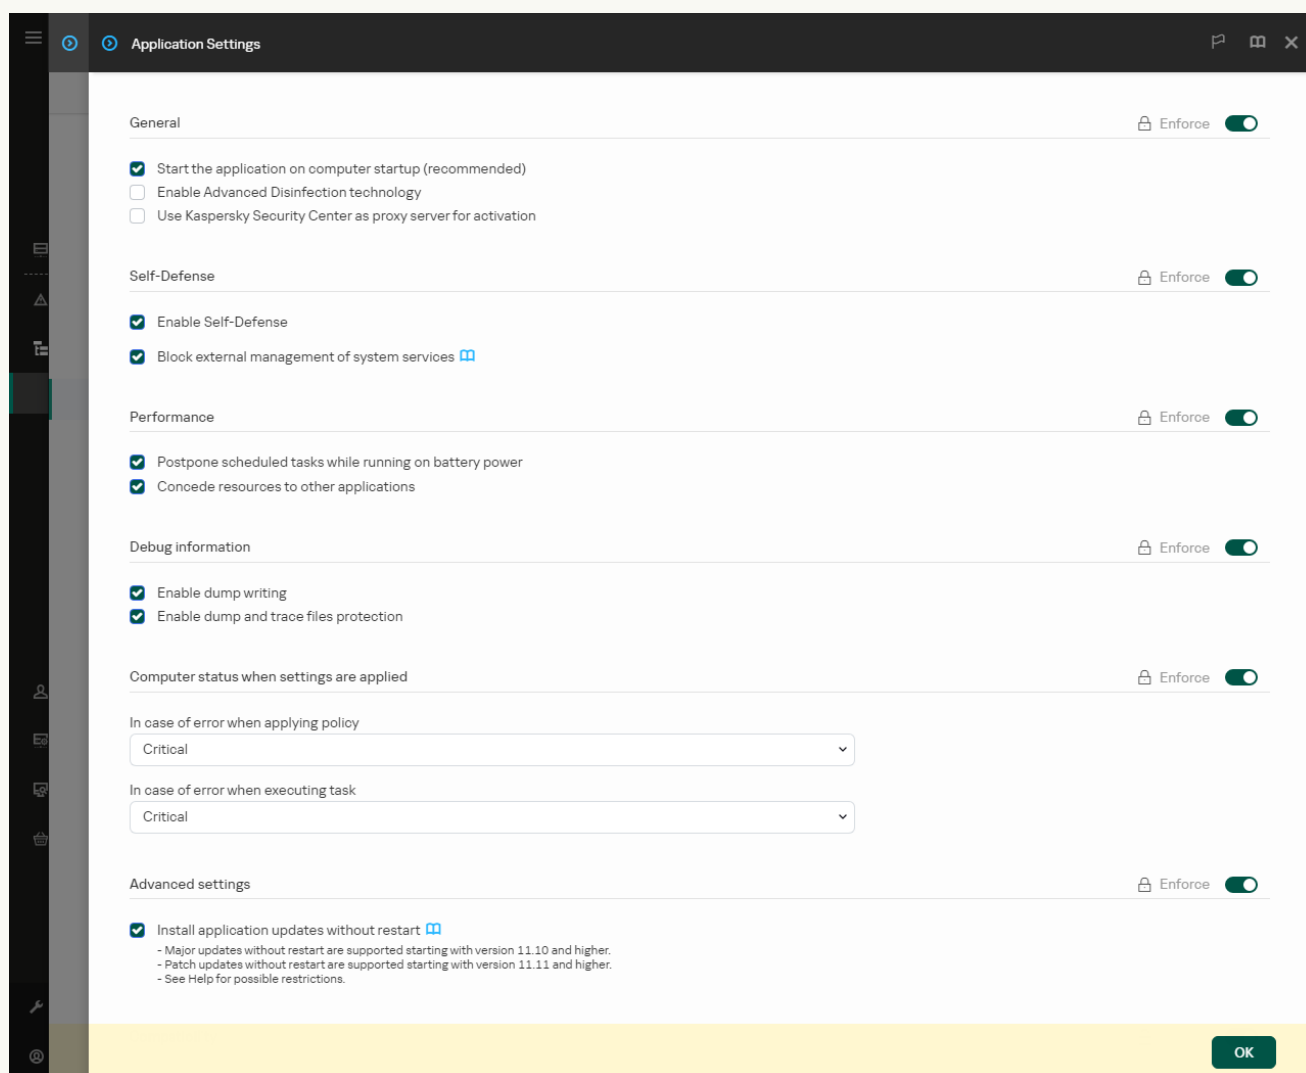 Application Settings
General
Enforce
Start the application on computer startup (recommended)
Enable Advanced Disinfection technology
Use Kaspersky Security Center as proxy server for activation
Self-Defense
Enforce
Enable Self-Defense
Block external management of system services
Performance
Enforce
Postpone scheduled tasks while running on battery power
Concede resources to other applications
Debug information
Enforce
Enable dump writing
Enable dump and trace files protection
Computer status when settings are applied
Enforce
In case of error when applying policy
Critical
In case of error when executing task
Critical
Advanced settings
Enforce
Install application updates without restart
- Major updates without restart are supported starting with version 11.10 and higher.
- Patch updates without restart are supported starting with version 11.11 and higher.
- See Help for possible restrictions.
OK